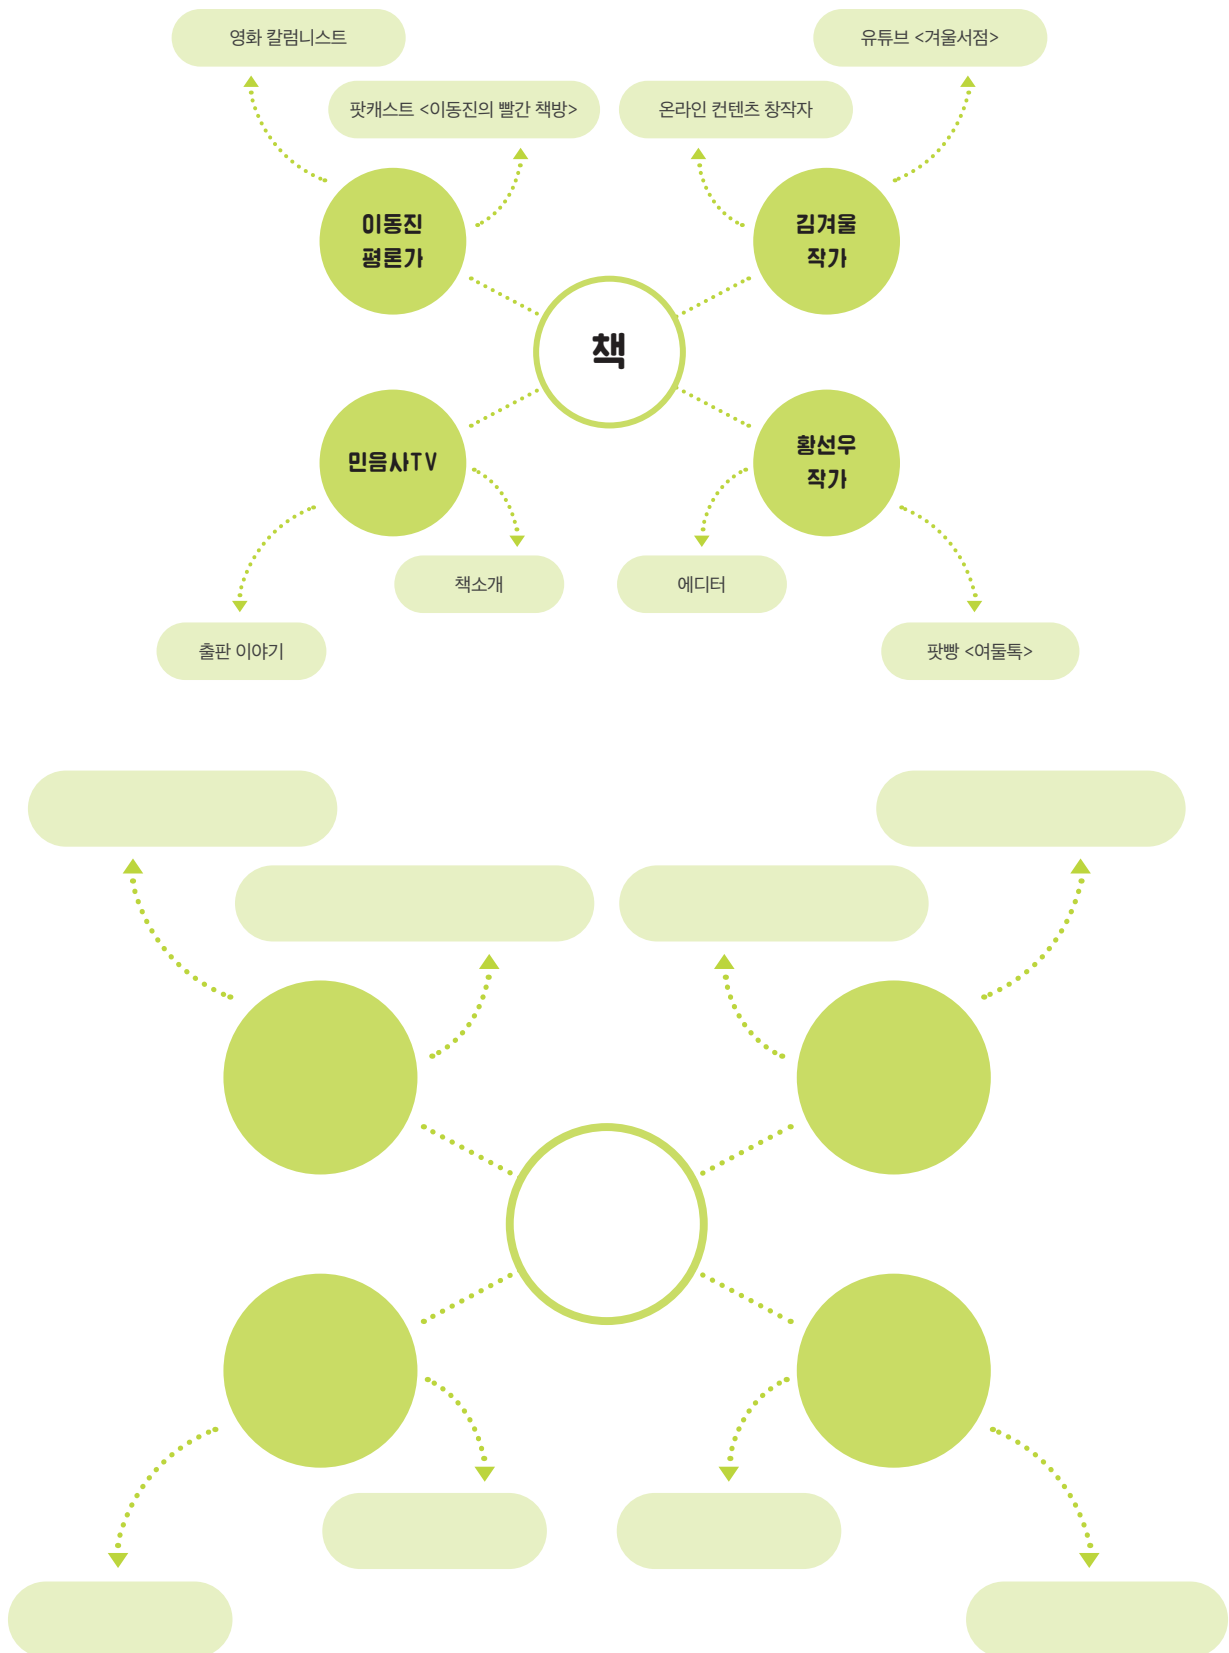 영화 칼럼니스트
유튜브 <겨울서점>
팟캐스트 <이동진의 빨간 책방>
온라인 컨텐츠 창작자
이동진
평론가
김겨울
작가
책
민음사TV
황선우
작가
책소개
에디터
출판 이야기
팟빵 <여둘톡>